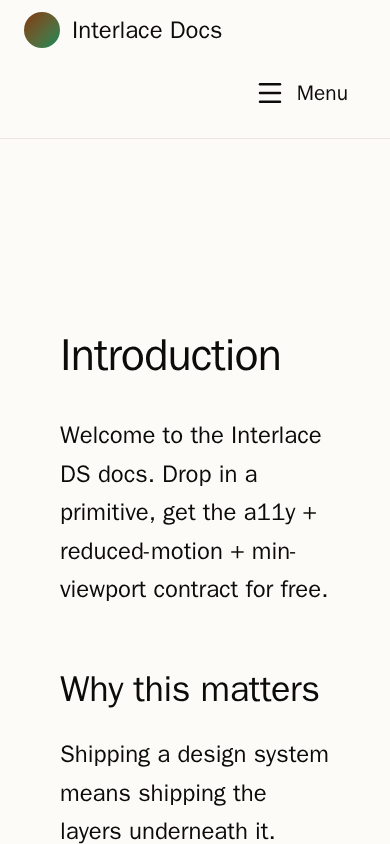 Interlace Docs
Menu
Introduction
Welcome to the Interlace
DS docs. Drop in a
primitive, get the a11y +
reduced-motion + min-
viewport contract for free.
Why this matters
Shipping a design system
means shipping the
layers underneath it.